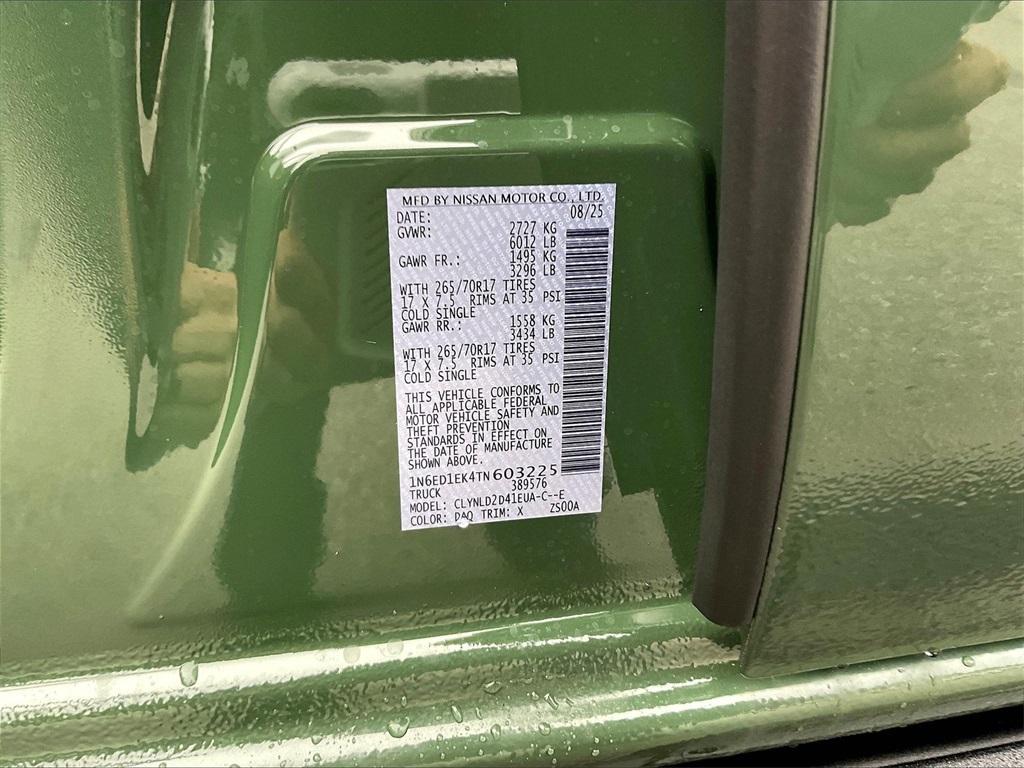 MFD BY NISSAN MOTOR CO., LTD.
DATE: 08/25
GVWR: 2727 KG
6012 LB
GAWR FR.: 1495 KG
3296 LB
WITH 265/70R17 TIRES
17 X 7.5 RIMS AT 35 PSI
COLD SINGLE
GAWR RR.: 1558 KG
3434 LB
WITH 265/70R17 TIRES
17 X 7.5 RIMS AT 35 PSI
COLD SINGLE
THIS VEHICLE CONFORMS TO
ALL APPLICABLE FEDERAL
MOTOR VEHICLE SAFETY AND
THEFT PREVENTION
STANDARDS IN EFFECT ON
THE DATE OF MANUFACTURE
SHOWN ABOVE.
1N6ED1EK4TN603225
TRUCK 389576
MODEL: CLYNLD2D41EUA-C--E
COLOR: DAQ TRIM: X ZS00A